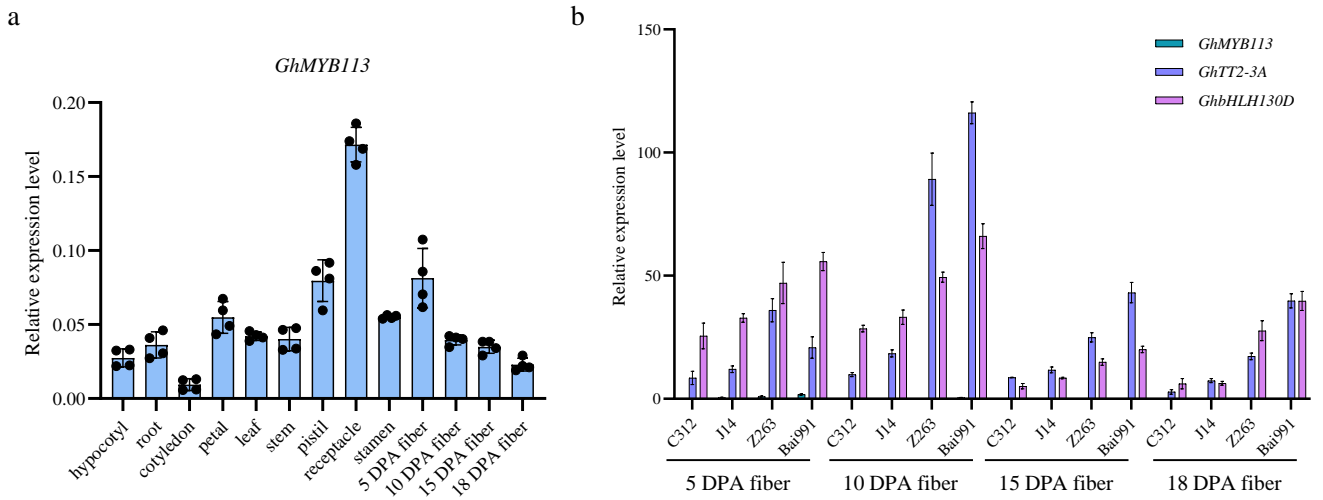 a
GhMYB113
Relative expression level
0.20
0.15
0.10
0.05
0.00
hypocotyl
root
cotyledon
petal
leaf
stem
pistil
receptacle
stamen
5 DPA fiber
10 DPA fiber
15 DPA fiber
18 DPA fiber
b
Relative expression level
150
100
50
0
GhMYB113
GhTT2-3A
GhbHLH130D
C312
J14
Z263
Bai991
C312
J14
Z263
Bai991
C312
J14
Z263
Bai991
C312
J14
Z263
Bai991
5 DPA fiber
10 DPA fiber
15 DPA fiber
18 DPA fiber